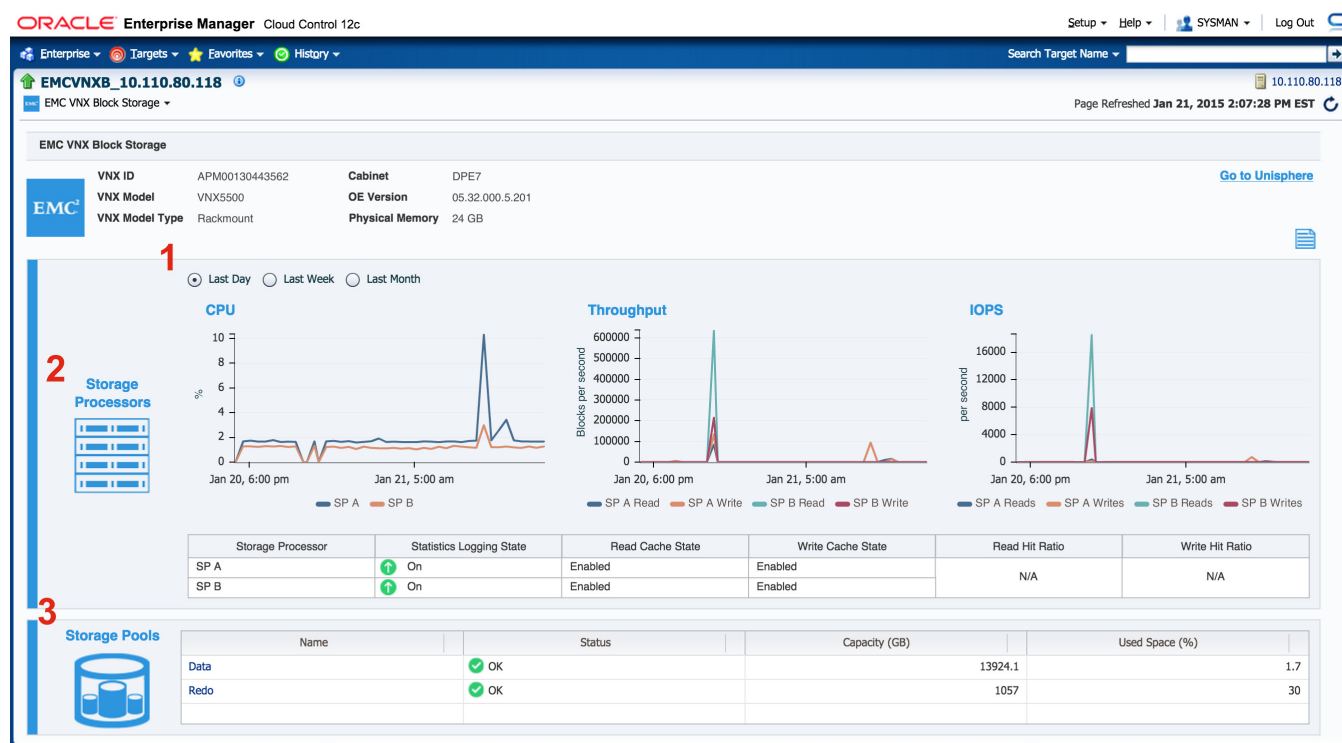 ORACLE Enterprise Manager Cloud Control 12c
Setup Help SYSMAN Log Out
Enterprise Targets Favorites History Search Target Name
EMCVNXB_10.110.80.118
10.110.80.118
EMC VNX Block Storage
Page Refreshed Jan 21, 2015 2:07:28 PM EST
EMC VNX Block Storage
EMC²
VNX ID APM00130443562 Cabinet DPE7
Go to Unisphere
VNX Model VNX5500 OE Version 05.32.000.5.201
VNX Model Type Rackmount Physical Memory 24 GB
1
Last Day Last Week Last Month
2
Storage
Processors
CPU
10
8
6
4
2
0
%
Jan 20, 6:00 pm Jan 21, 5:00 am
SP A SP B
Throughput
600000
500000
400000
300000
200000
100000
0
Blocks per second
Jan 20, 6:00 pm Jan 21, 5:00 am
SP A Read SP A Write SP B Read SP B Write
IOPS
16000
12000
8000
4000
0
per second
Jan 20, 6:00 pm Jan 21, 5:00 am
SP A Reads SP A Writes SP B Reads SP B Writes
Storage Processor Statistics Logging State Read Cache State Write Cache State Read Hit Ratio Write Hit Ratio
SP A On Enabled Enabled N/A N/A
SP B On Enabled Enabled
3
Storage Pools
Name Status Capacity (GB) Used Space (%)
Data OK 13924.1 1.7
Redo OK 1057 30